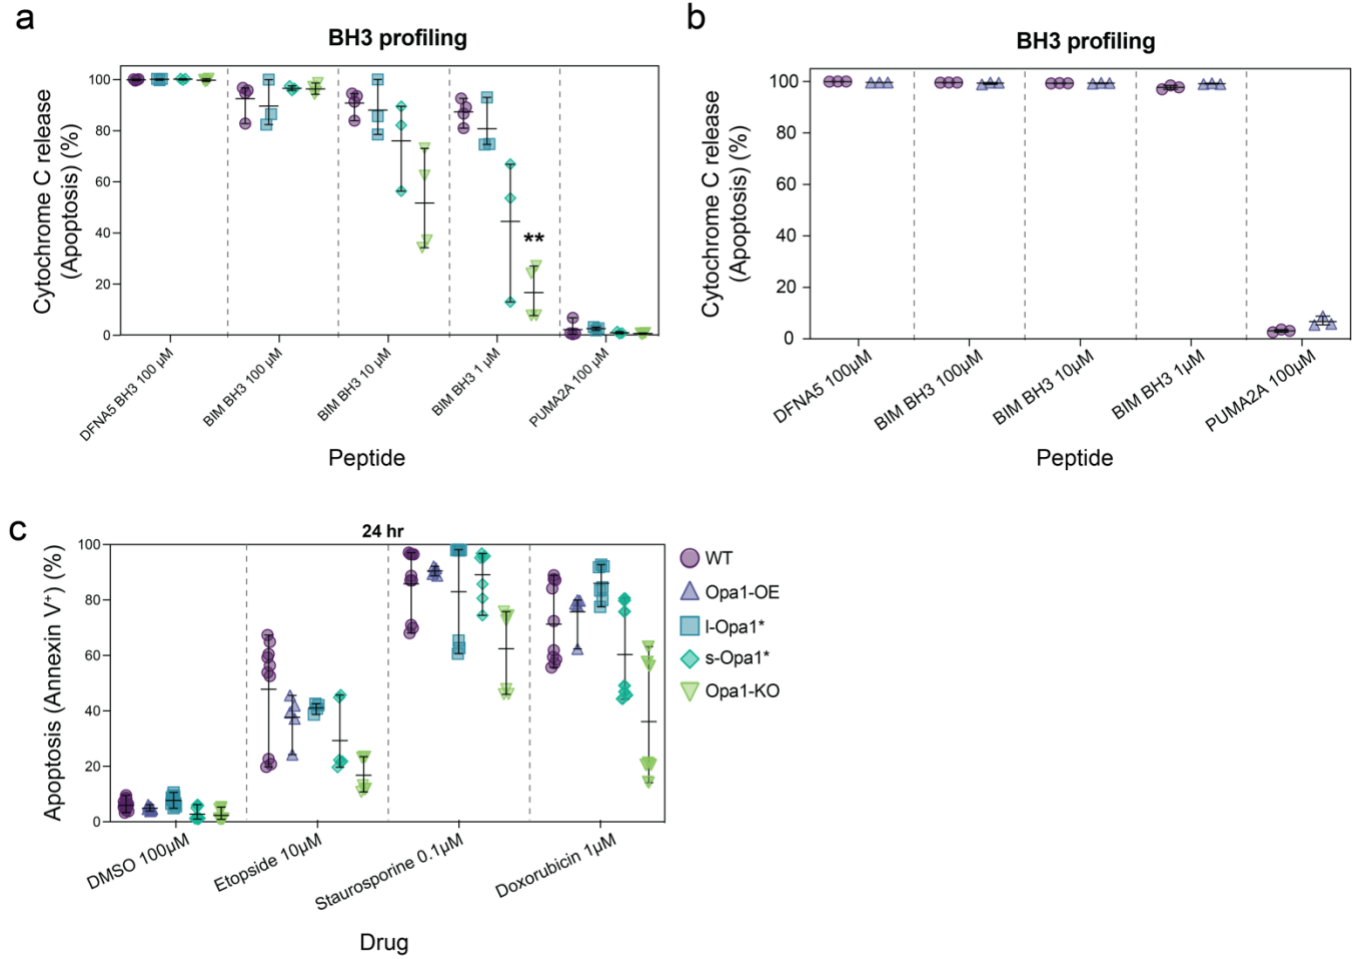 a
BH3 profiling
Cytochrome C release
(Apoptosis) (%)
100
80
60
40
20
0
**
DFNA5 BH3 100 µM
BIM BH3 100 µM
BIM BH3 10 µM
BIM BH3 1 µM
PUMA2A 100 µM
Peptide
b
BH3 profiling
Cytochrome C release
(Apoptosis) (%)
100
80
60
40
20
0
DFNA5 100µM
BIM BH3 100µM
BIM BH3 10µM
BIM BH3 1µM
PUMA2A 100µM
Peptide
c
24 hr
Apoptosis (Annexin V⁺) (%)
100
80
60
40
20
0
DMSO 100µM
Etopside 10µM
Staurosporine 0.1µM
Doxorubicin 1µM
Drug
WT
Opa1-OE
l-Opa1*
s-Opa1*
Opa1-KO